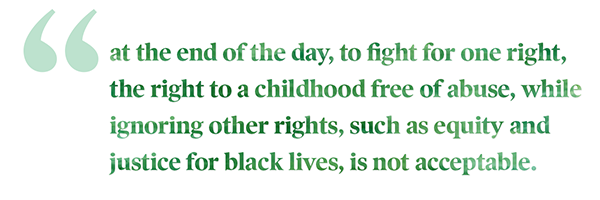 “at the end of the day, to fight for one right,
the right to a childhood free of abuse, while
ignoring other rights, such as equity and
justice for black lives, is not acceptable.